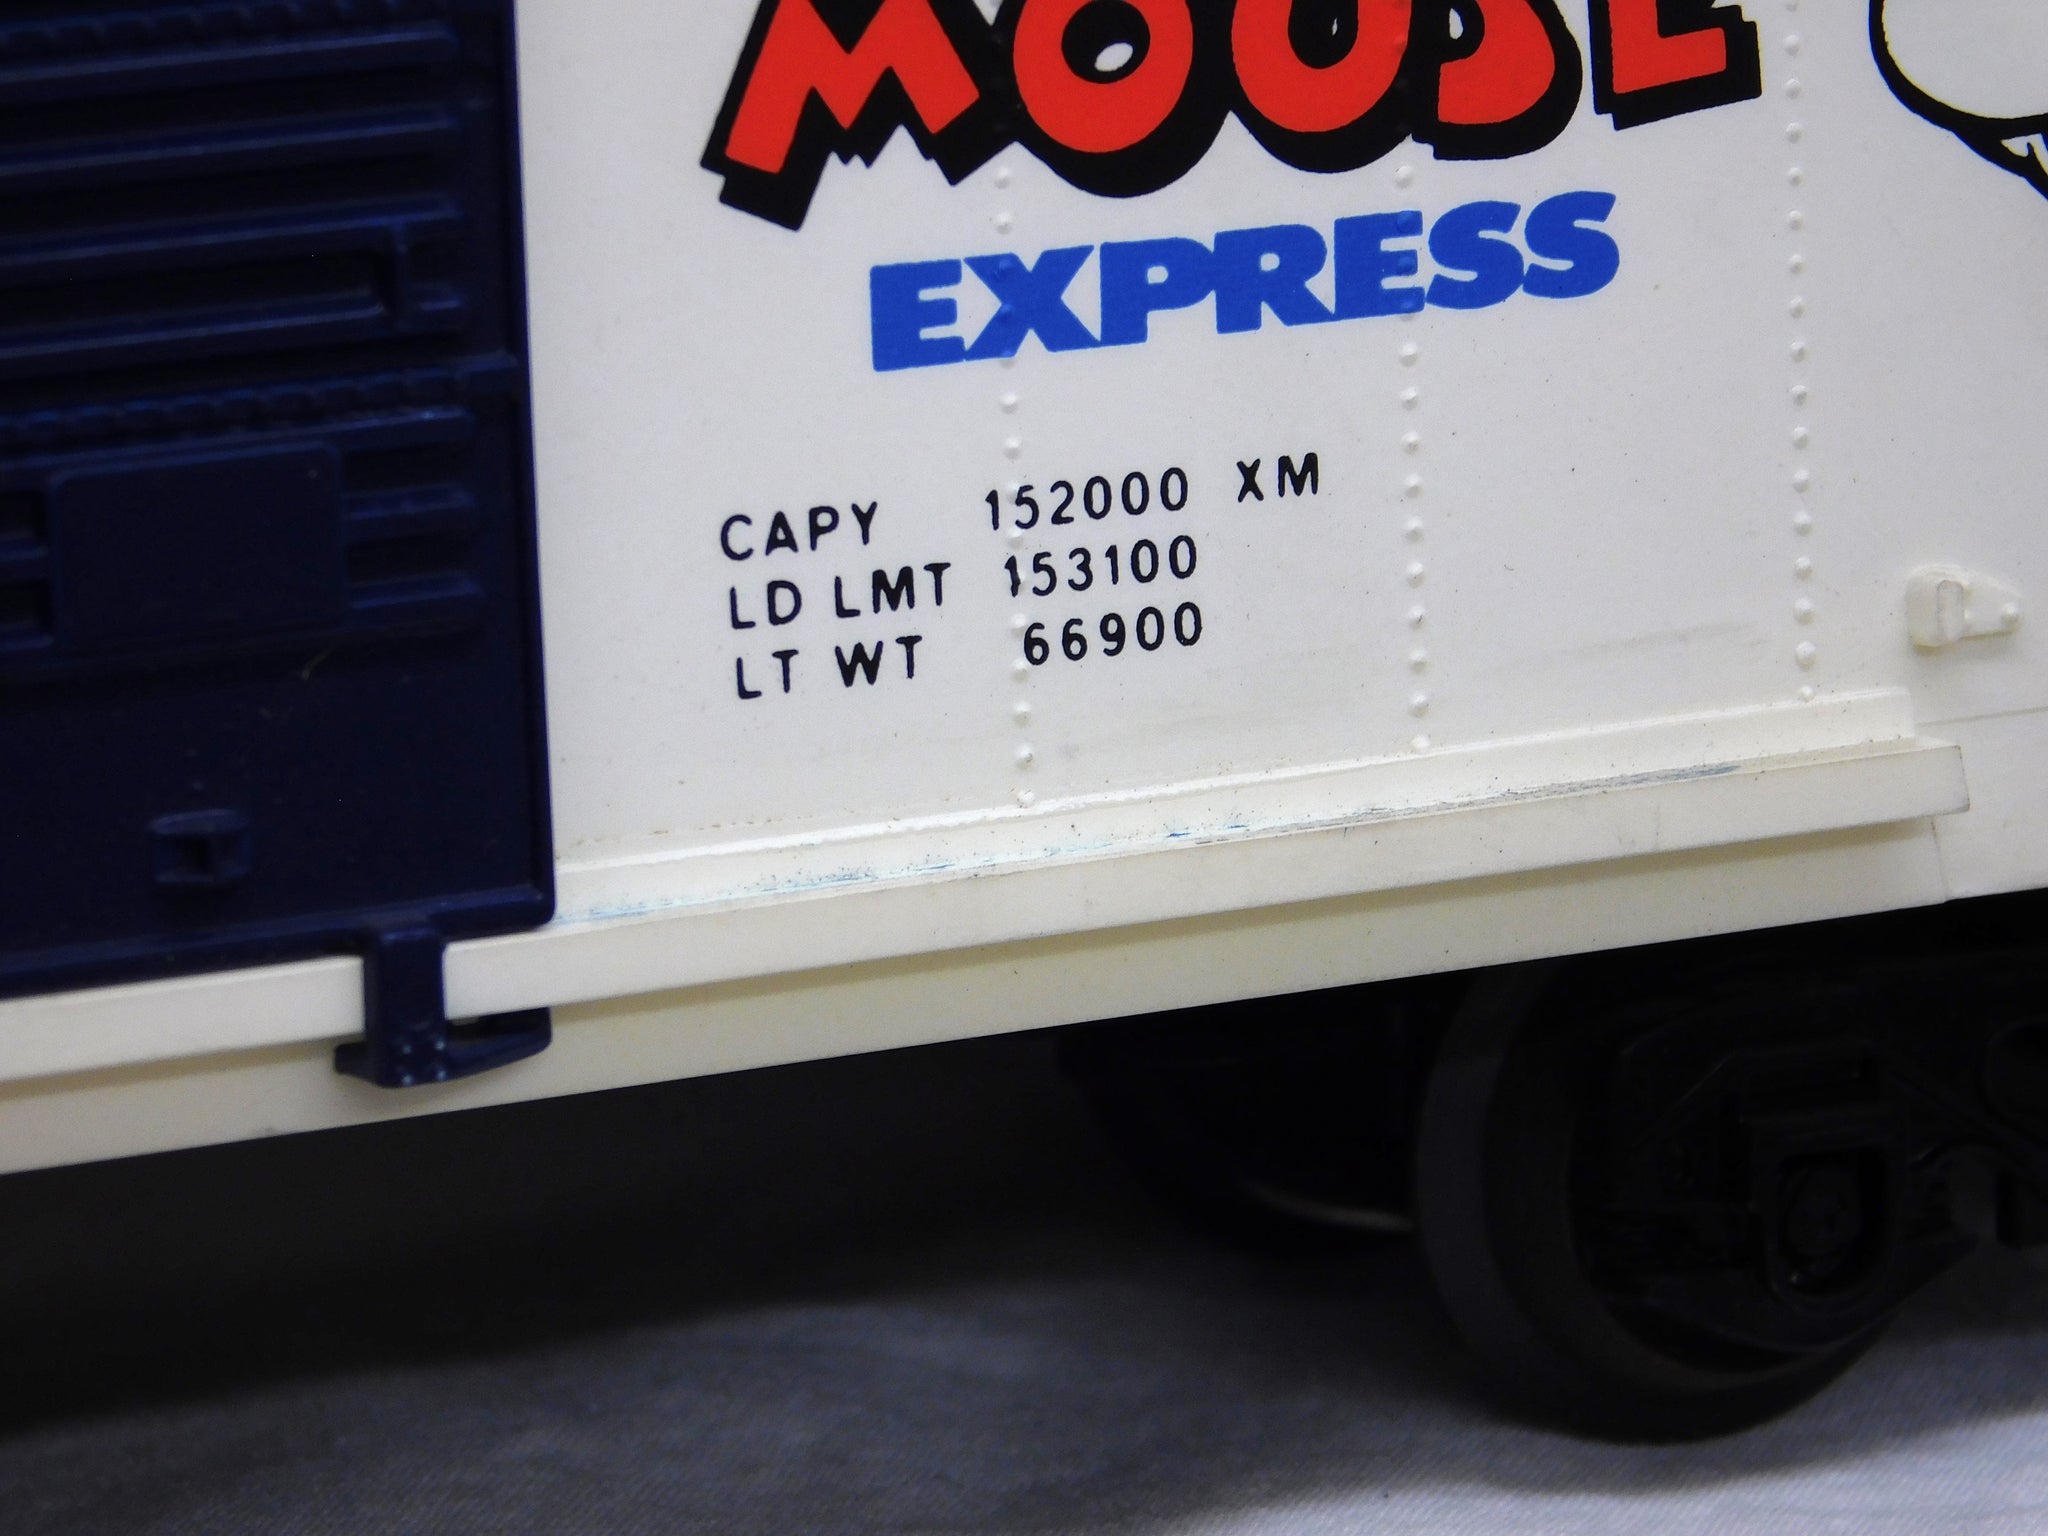 MOUSE
EXPRESS
CAPY 152000 XM
LD LMT 153100
LT WT 66900